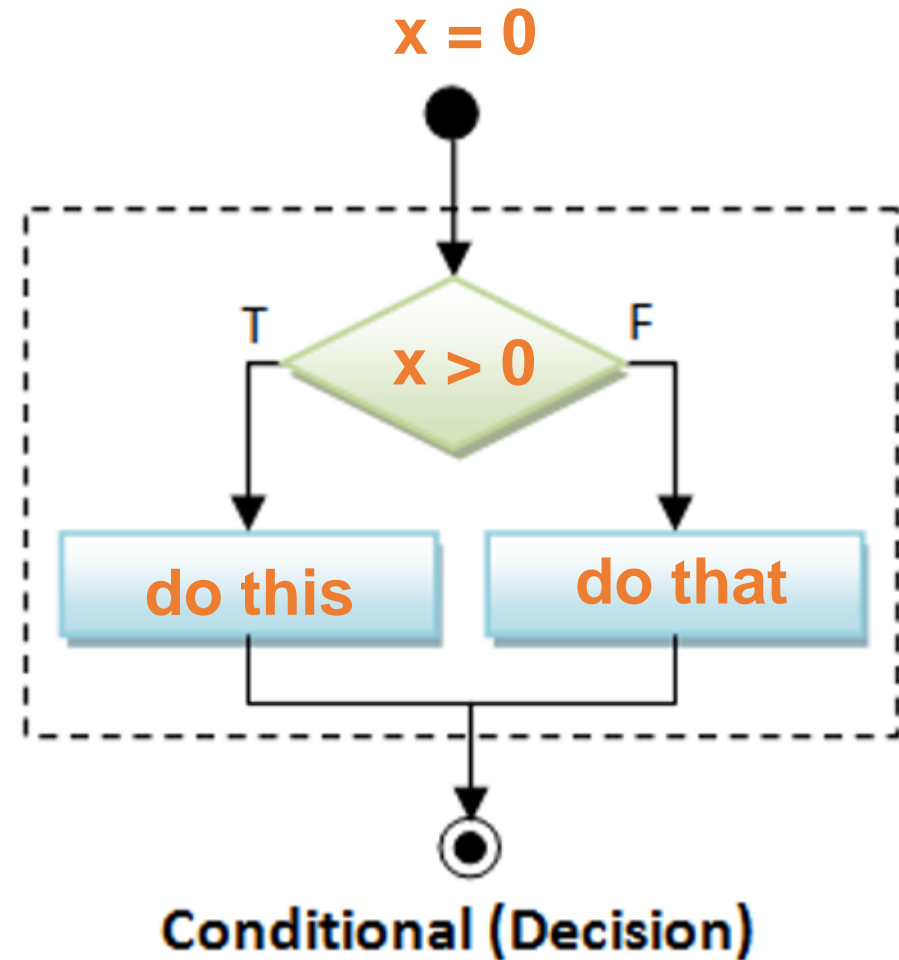 x = 0
T
F
x > 0
do this
do that
Conditional (Decision)